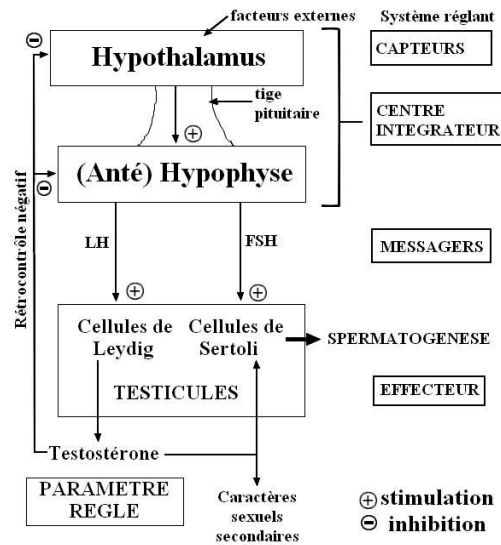 facteurs externes
Système réglant
Hypothalamus
CAPTEURS
tige
pituitaire
CENTRE
INTEGRATEUR
(Anté) Hypophyse
Rétrocontrôle négatif
LH
FSH
MESSAGERS
Cellules de
Leydig
Cellules de
Sertoli
SPERMATOGENESE
TESTICULES
EFFECTEUR
Testostérone
PARAMETRE
REGLE
Caractères
sexuels
secondaires
⊕ stimulation
⊖ inhibition